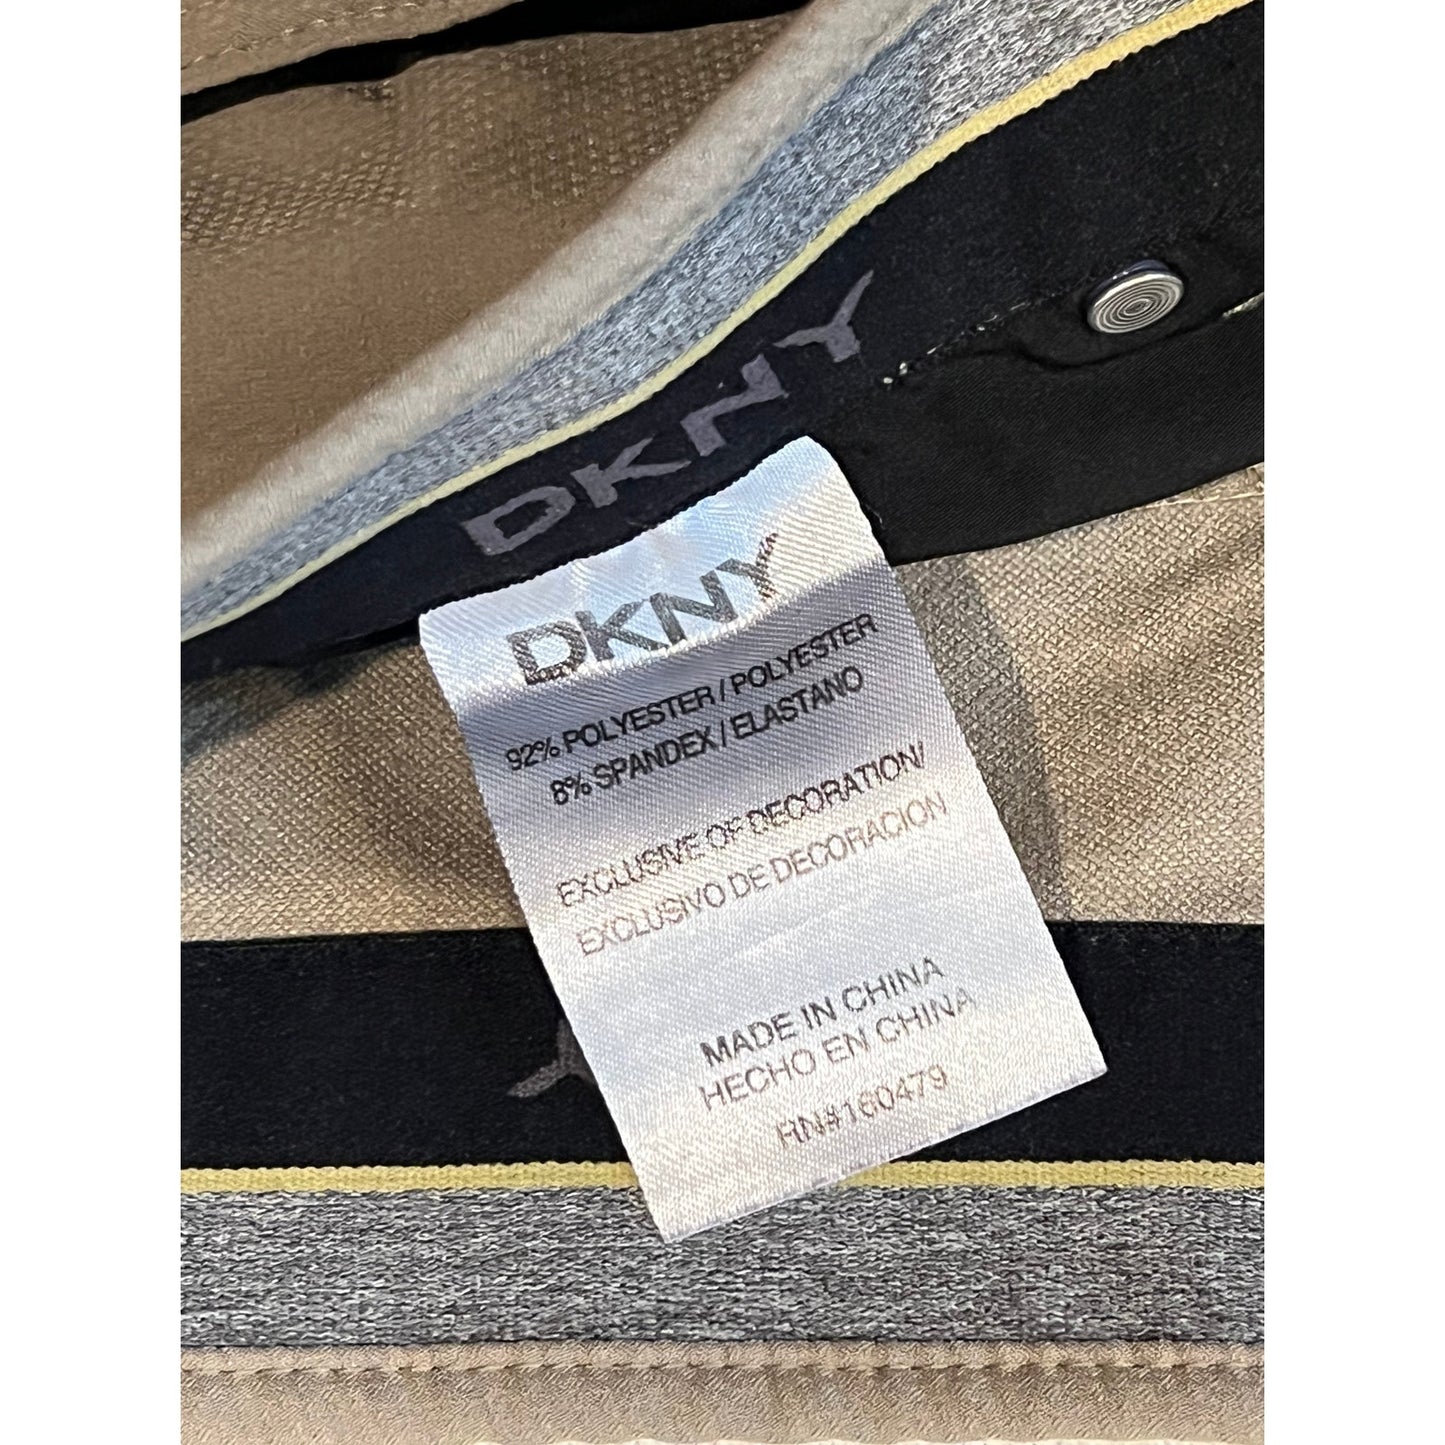 DKNY
DKNY
92% POLYESTER / POLYESTER
8% SPANDEX / ELASTANO
EXCLUSIVE OF DECORATION/
EXCLUSIVO DE DECORACION
MADE IN CHINA
HECHO EN CHINA
RN#160479